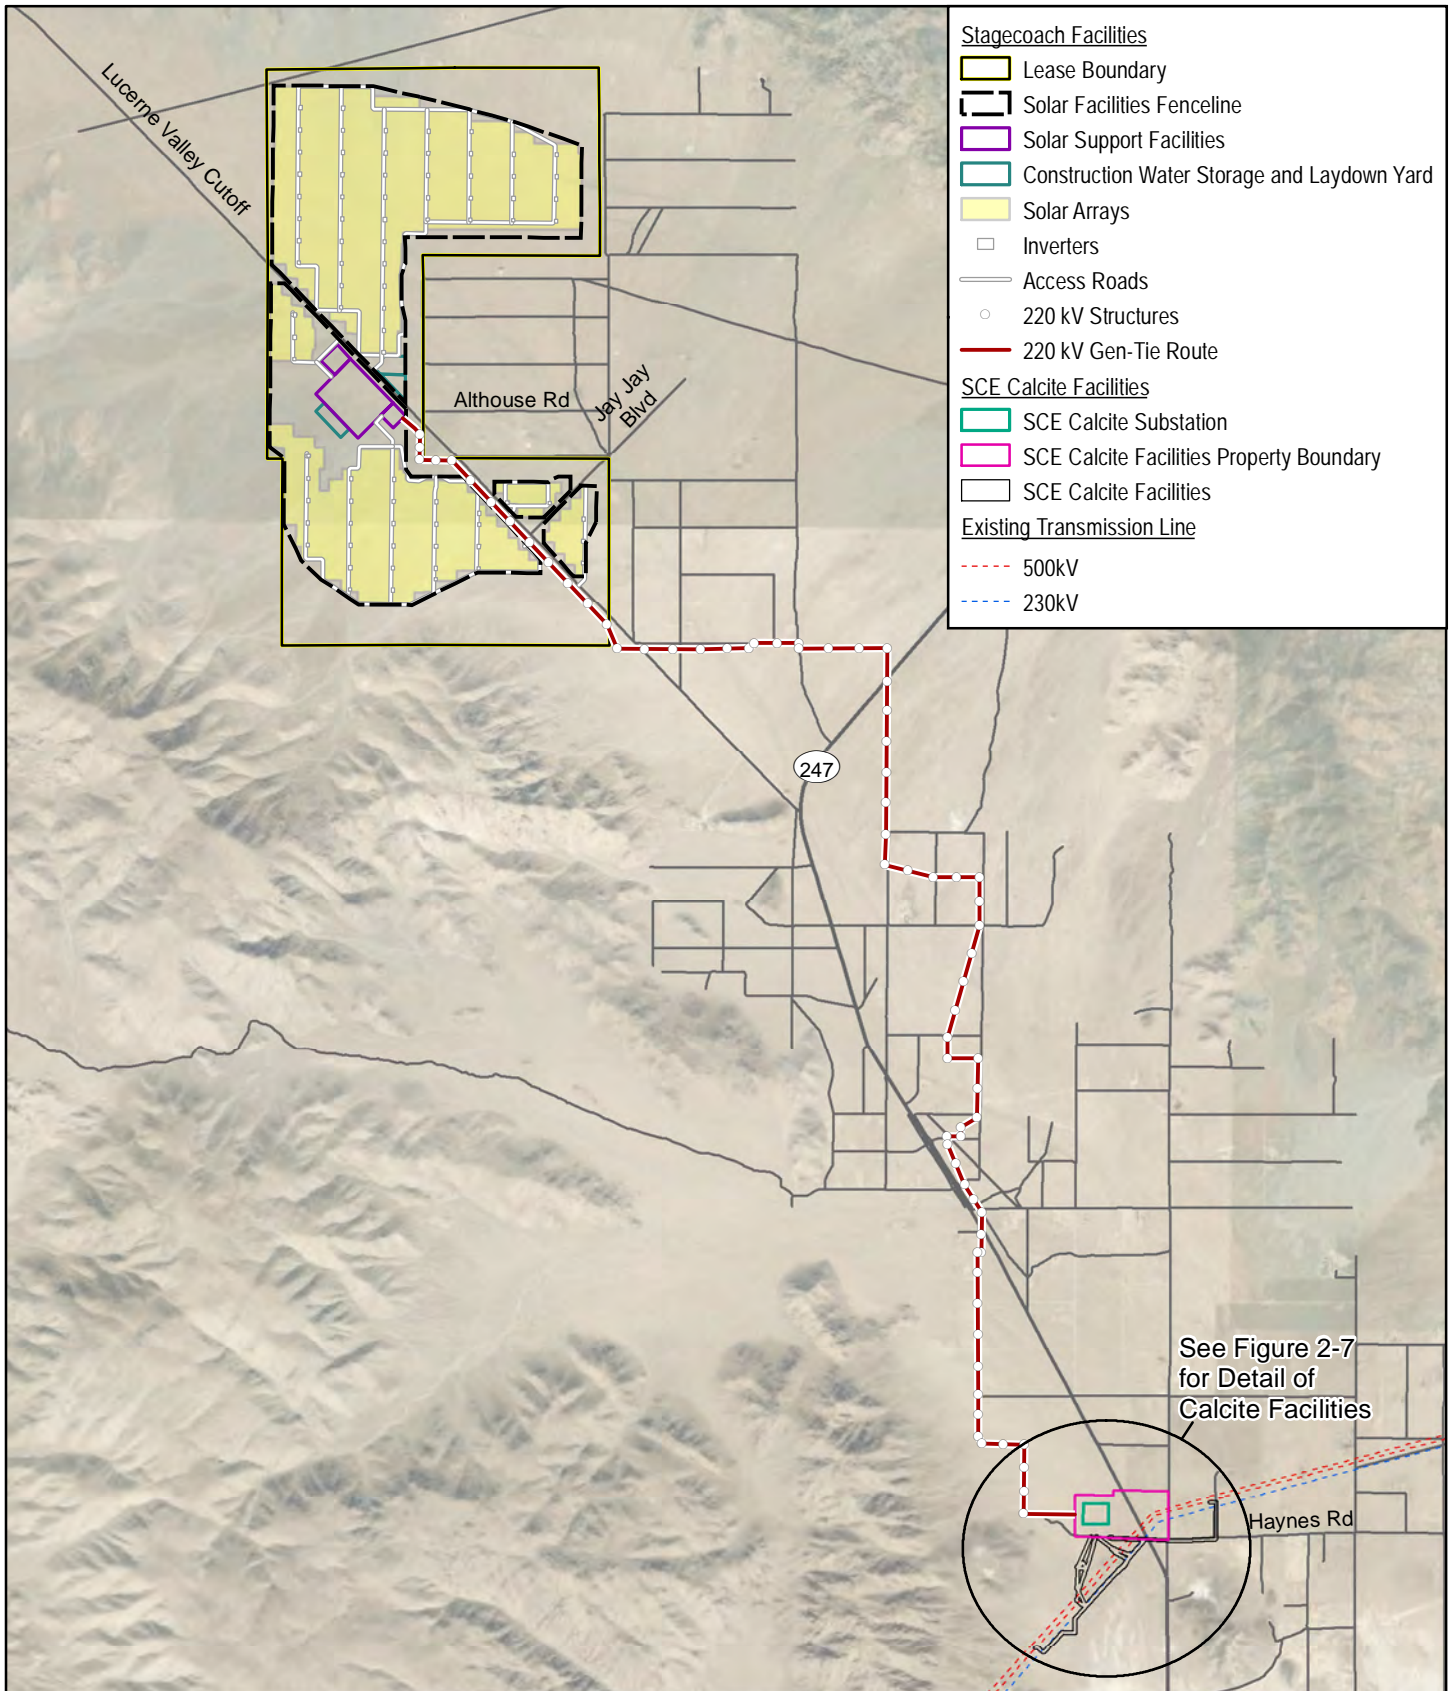 Stagecoach Facilities
Lease Boundary
Solar Facilities Fenceline
Solar Support Facilities
Construction Water Storage and Laydown Yard
Solar Arrays
Inverters
Access Roads
220 kV Structures
220 kV Gen-Tie Route
SCE Calcite Facilities
SCE Calcite Substation
SCE Calcite Facilities Property Boundary
SCE Calcite Facilities
Existing Transmission Line
500kV
230kV
Lucerne Valley Cutoff
Althouse Rd
Jay Jay
Blvd
247
See Figure 2-7
for Detail of
Calcite Facilities
Haynes Rd